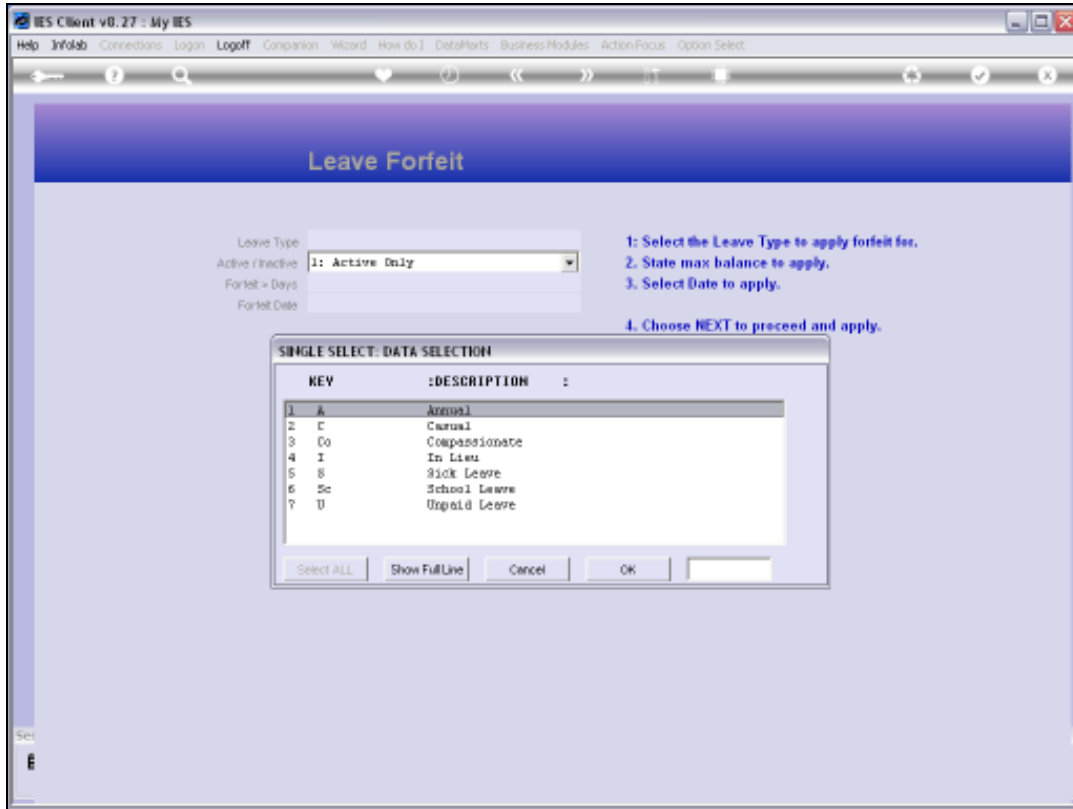 IES Client v8.27 : My IES
Help Infolab Connections Logon Logoff Companion Wizard How do I DataMarts Business Modules Action Focus Option Select
Leave Forfeit
Leave Type
1: Select the Leave Type to apply forfeit for.
Active / Inactive 1: Active Only
2. State max balance to apply.
Forfeit > Days
3. Select Date to apply.
Forfeit Date
4. Choose NEXT to proceed and apply.
SINGLE SELECT: DATA SELECTION
KEY :DESCRIPTION :
1 A Annual
2 C Casual
3 Co Compassionate
4 I In Lieu
5 S Sick Leave
6 Sc School Leave
7 U Unpaid Leave
Select ALL Show Full Line Cancel OK